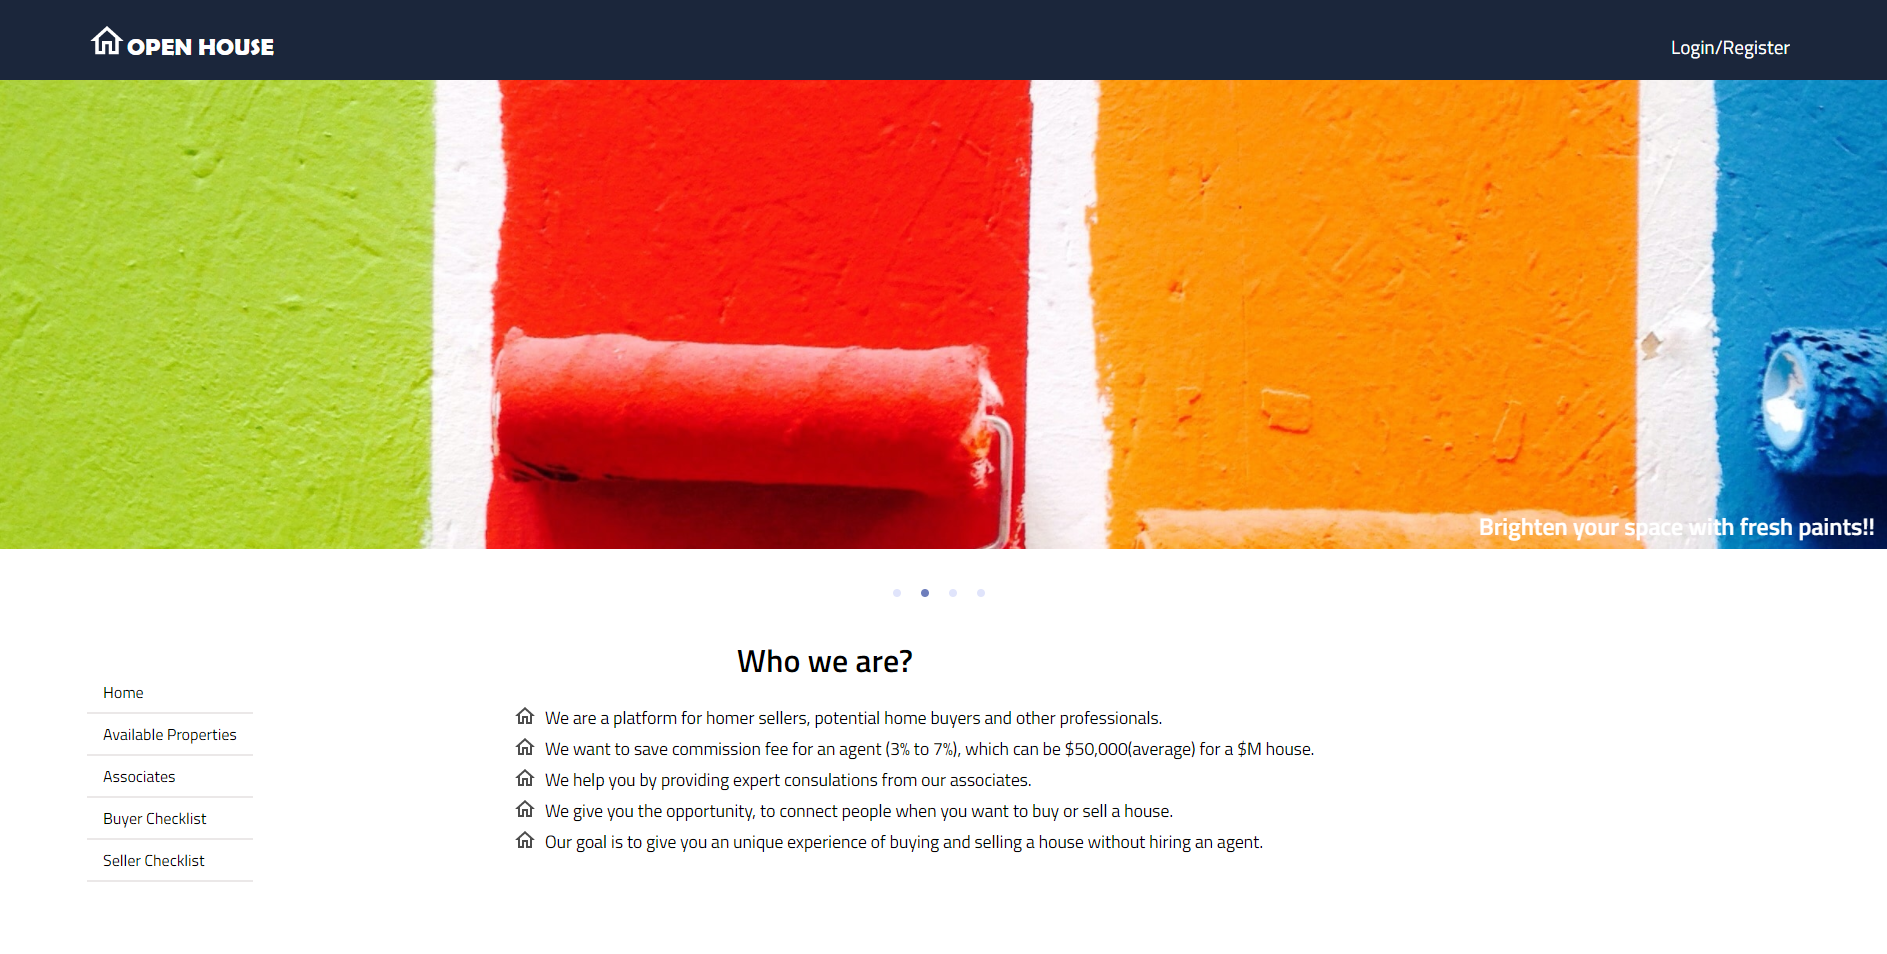 OPEN HOUSE
Login/Register
Brighten your space with fresh paints!!
Who we are?
Home
Available Properties
Associates
Buyer Checklist
Seller Checklist
We are a platform for homer sellers, potential home buyers and other professionals.
We want to save commission fee for an agent (3% to 7%), which can be $50,000(average) for a $M house.
We help you by providing expert consulations from our associates.
We give you the opportunity, to connect people when you want to buy or sell a house.
Our goal is to give you an unique experience of buying and selling a house without hiring an agent.